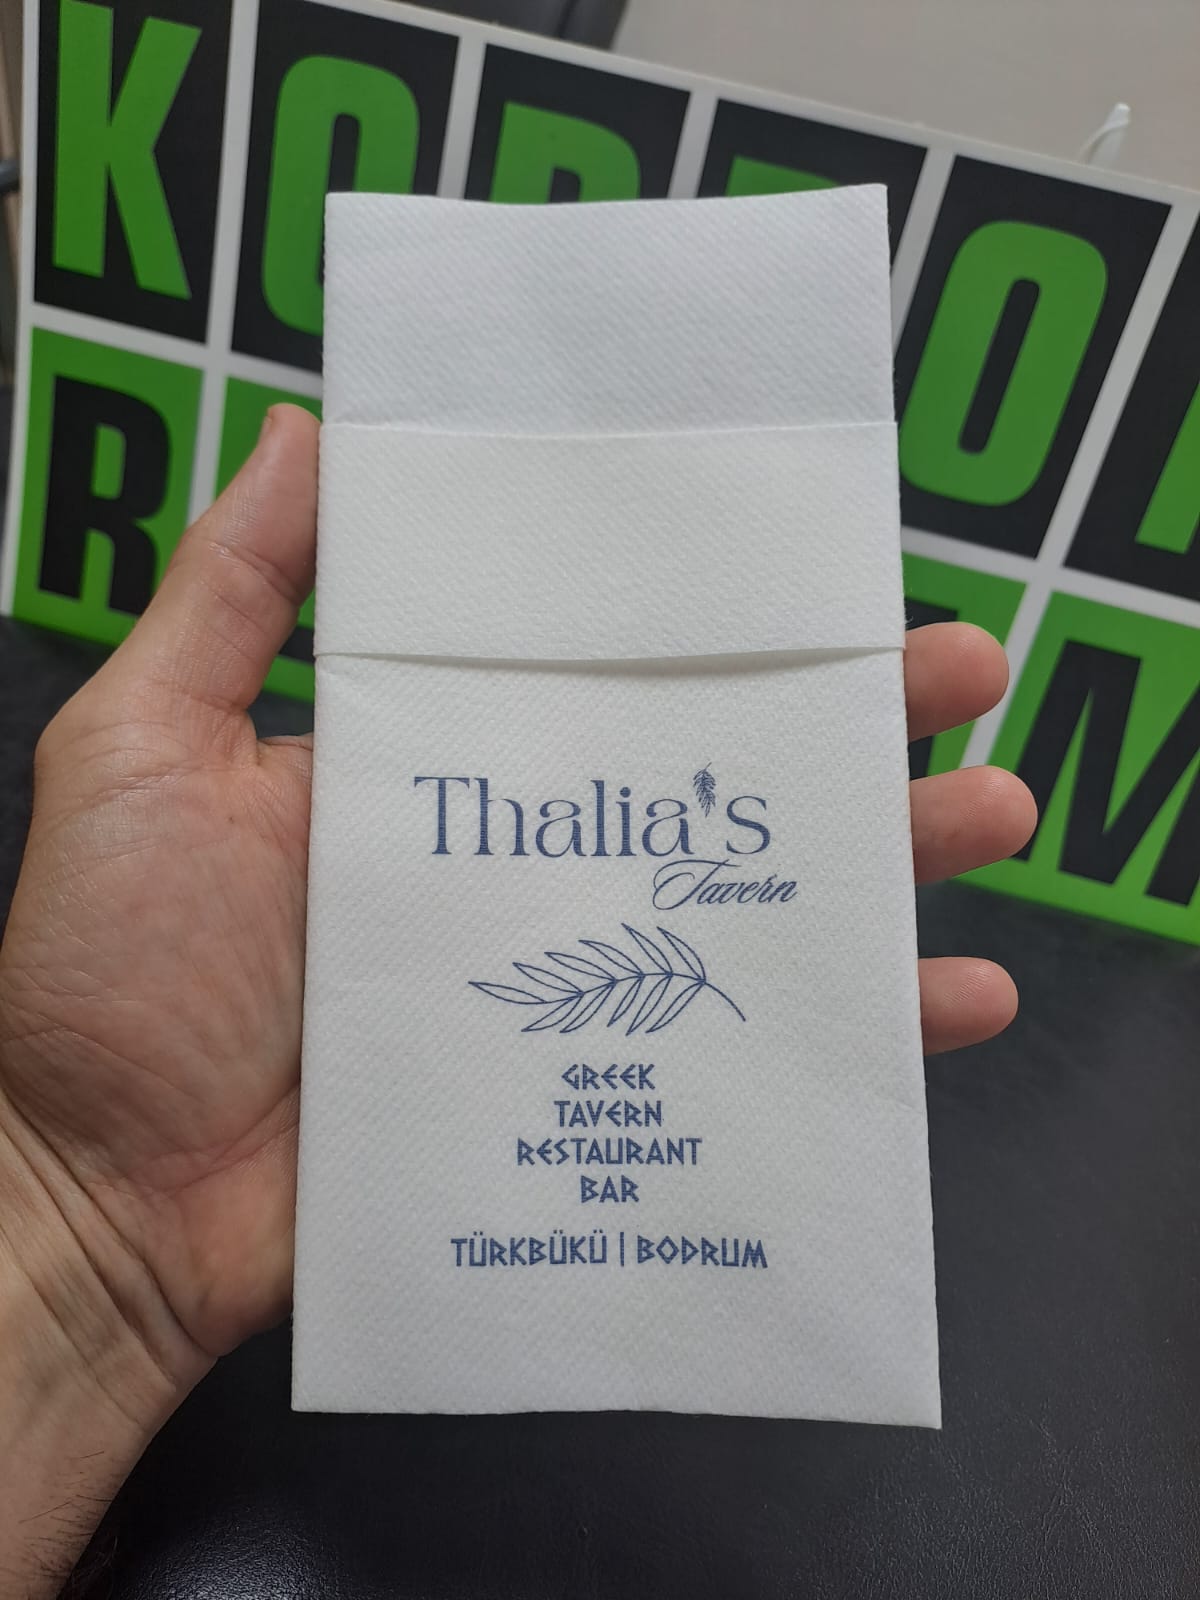 Thalia's
Tavern
GREEK
TAVERN
RESTAURANT
BAR
TÜRKBÜKÜ | BODRUM